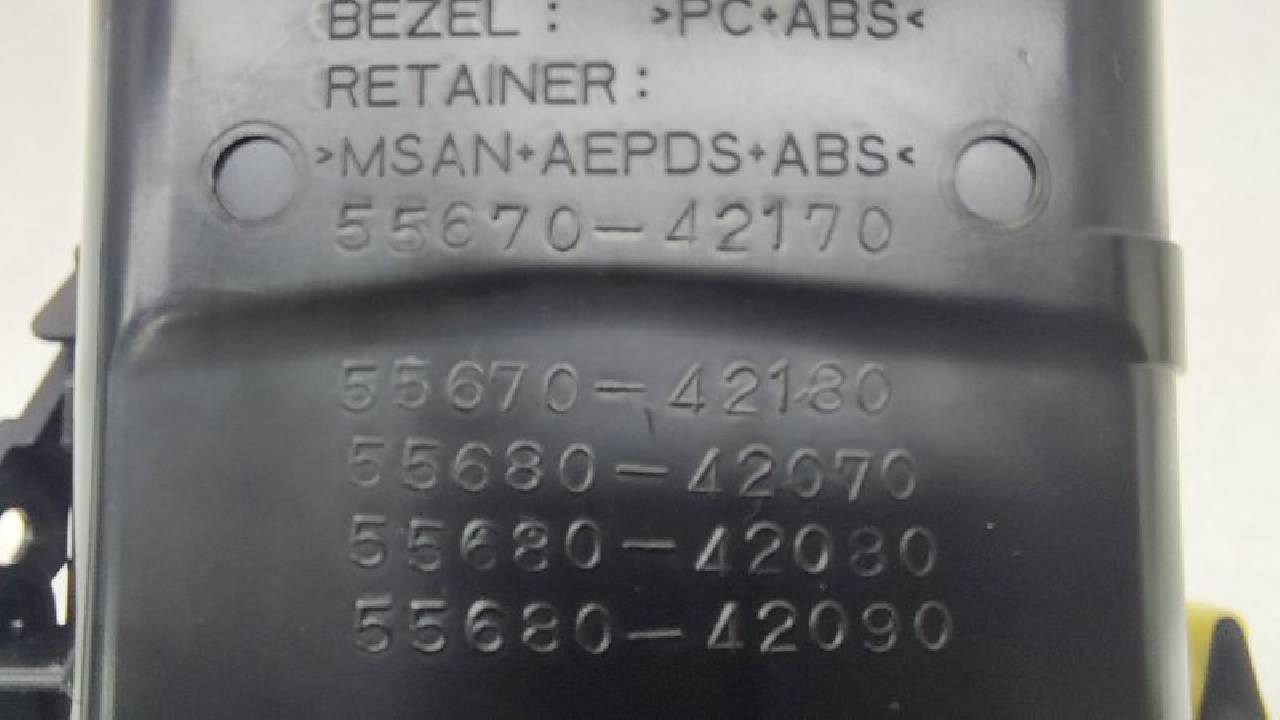 BEZEL : >PC+ABS<
RETAINER :
>MSAN+AEPDS+ABS<
55670-42170
55670-42180
55680-42070
55680-42080
55680-42090